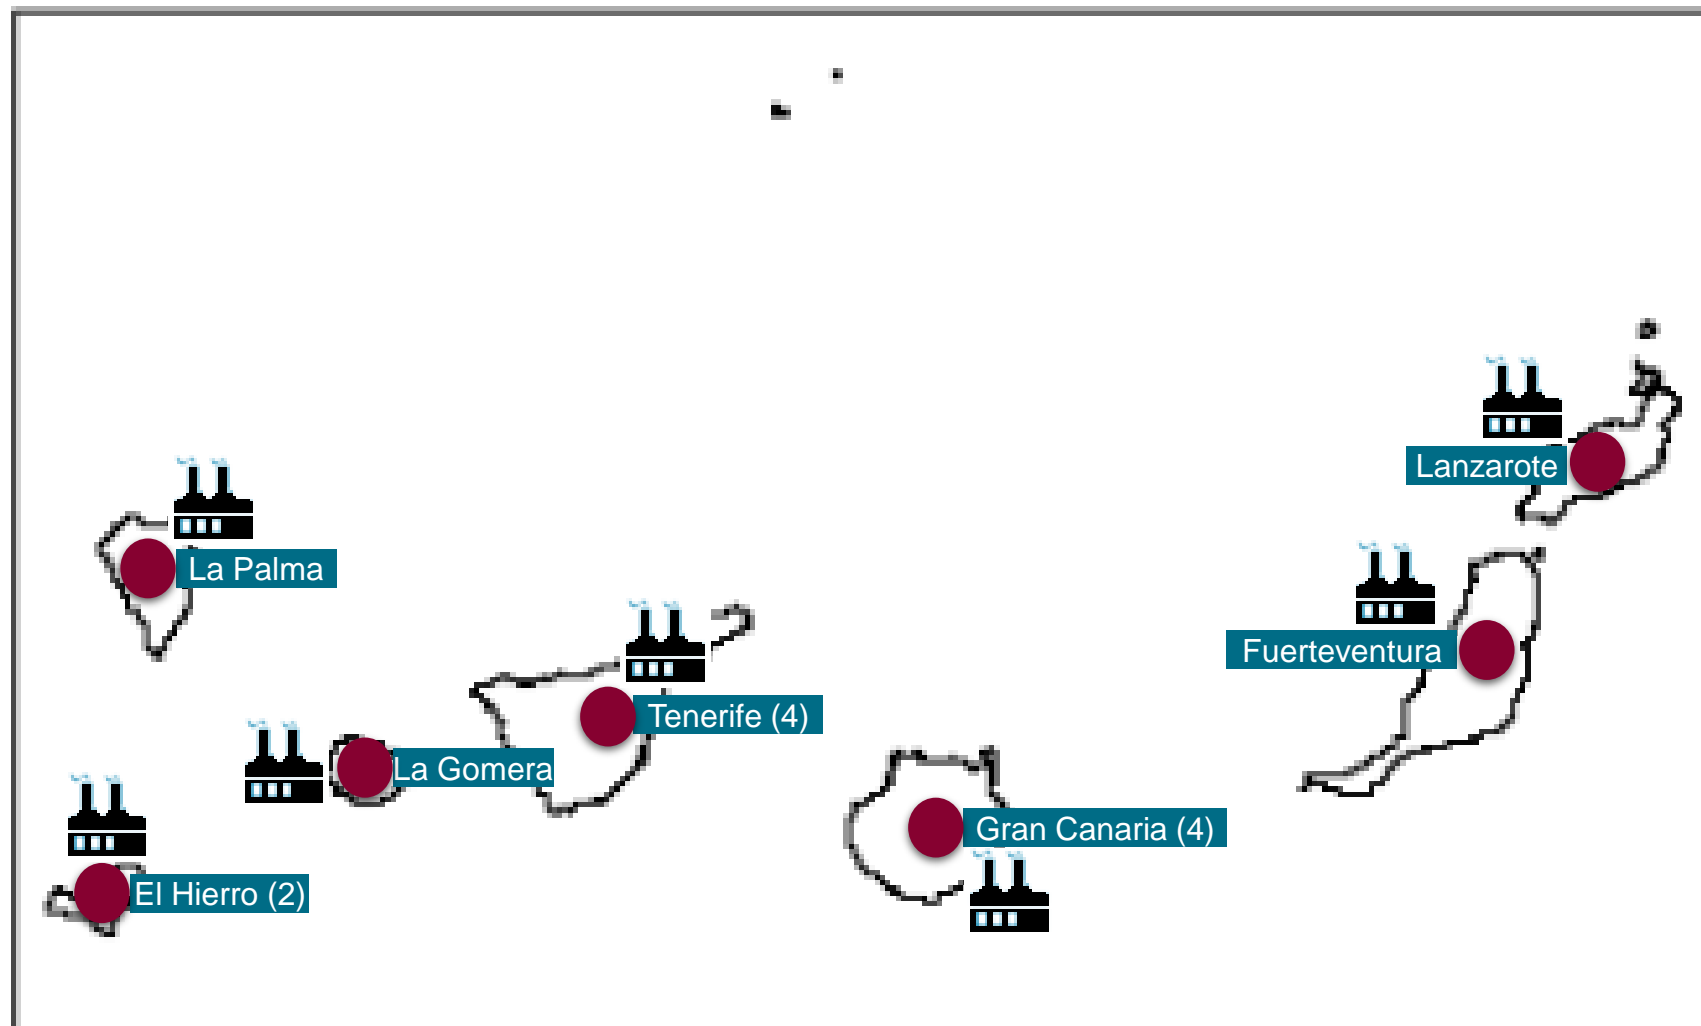 Lanzarote
La Palma
Fuerteventura
Tenerife (4)
La Gomera
Gran Canaria (4)
El Hierro (2)